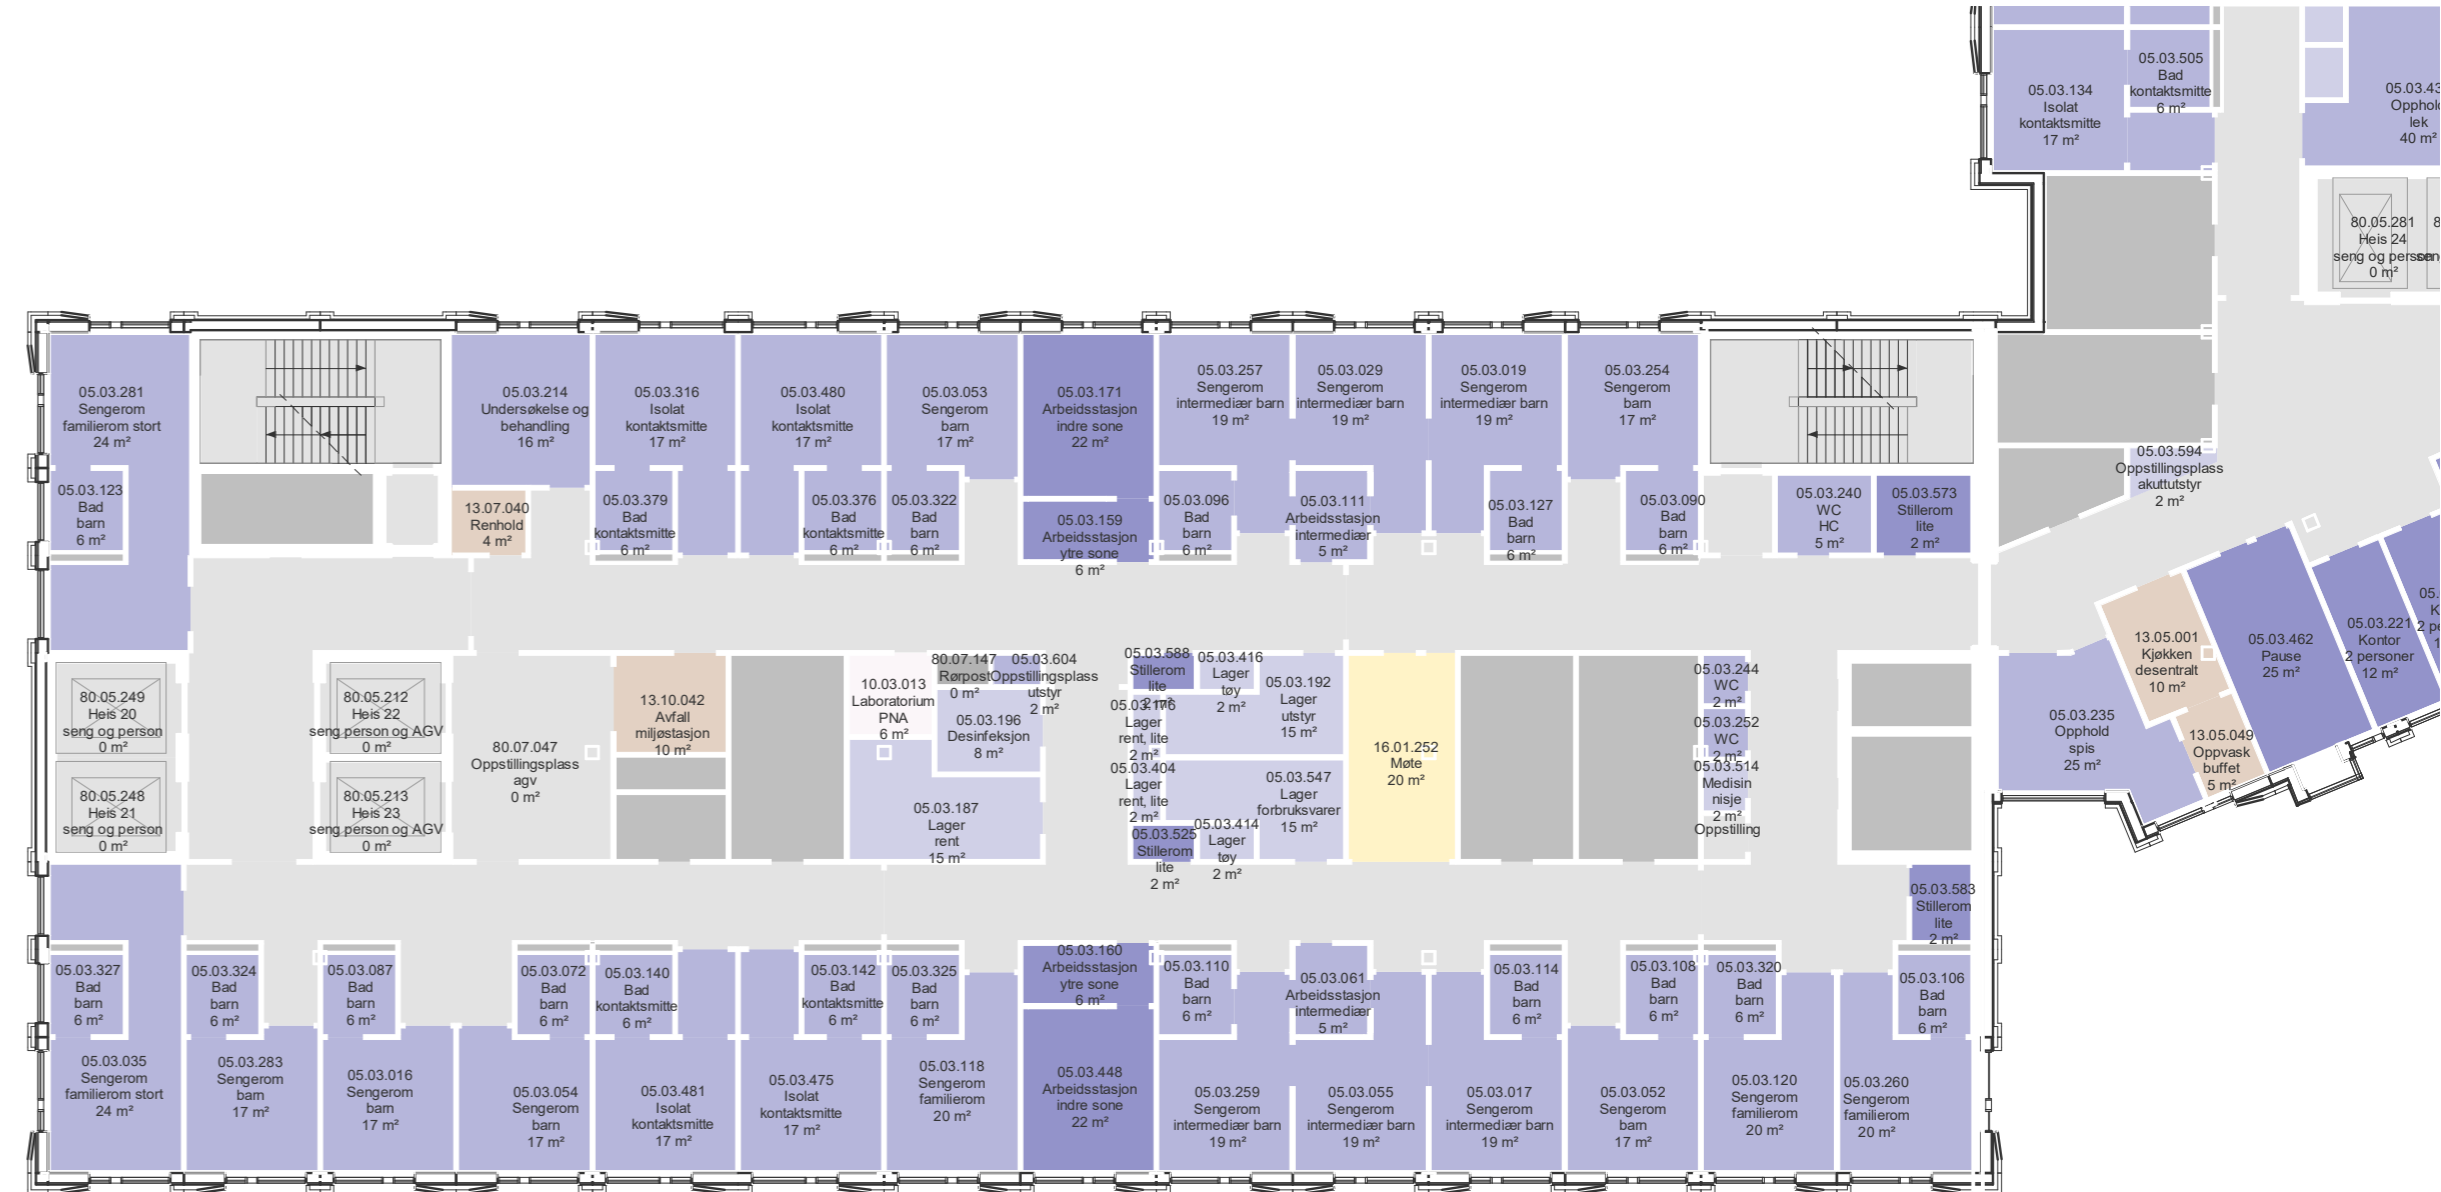 05.03.505
Bad
kontaktsmitte
6 m²
05.03.134
Isolat
kontaktsmitte
17 m²
Opphold
lek
40 m²
80.05.281
Heis 24
seng og person
0 m²
05.03.281
Sengerom
familierom stort
24 m²
05.03.214
Undersøkelse og
behandling
16 m²
05.03.316
Isolat
kontaktsmitte
17 m²
05.03.480
Isolat
kontaktsmitte
17 m²
05.03.053
Sengerom
barn
17 m²
05.03.171
Arbeidsstasjon
indre sone
22 m²
05.03.257
Sengerom
intermediær barn
19 m²
05.03.029
Sengerom
intermediær barn
19 m²
05.03.019
Sengerom
intermediær barn
19 m²
05.03.254
Sengerom
barn
17 m²
05.03.594
Oppstillingsplass
akuttutstyr
2 m²
05.03.123
Bad
barn
6 m²
13.07.040
Renhold
4 m²
05.03.379
Bad
kontaktsmitte
6 m²
05.03.376
Bad
kontaktsmitte
6 m²
05.03.322
Bad
barn
6 m²
05.03.159
Arbeidsstasjon
ytre sone
6 m²
05.03.096
Bad
barn
6 m²
05.03.111
Arbeidsstasjon
intermediær
5 m²
05.03.127
Bad
barn
6 m²
05.03.090
Bad
barn
6 m²
05.03.240
WC
HC
5 m²
05.03.573
Stillerom
lite
2 m²
13.05.001
Kjøkken
desentralt
10 m²
05.03.462
Pause
25 m²
05.03.221
Kontor
2 personer
12 m²
80.05.249
Heis 20
seng og person
0 m²
80.05.212
Heis 22
seng person og AGV
0 m²
80.07.047
Oppstillingsplass
agv
0 m²
13.10.042
Avfall
miljøstasjon
10 m²
10.03.013
Laboratorium
PNA
6 m²
80.07.147
Rørpost
0 m²
05.03.604
Oppstillingsplass
utstyr
2 m²
05.03.196
Desinfeksjon
8 m²
05.03.588
Stillerom
lite
2 m²
05.03.416
Lager
tøy
2 m²
05.03.192
Lager
utstyr
15 m²
05.03.176
Lager
rent, lite
2 m²
16.01.252
Møte
20 m²
05.03.244
WC
2 m²
05.03.252
WC
2 m²
05.03.235
Opphold
spis
25 m²
13.05.049
Oppvask
buffet
5 m²
80.05.248
Heis 21
seng og person
0 m²
80.05.213
Heis 23
seng person og AGV
0 m²
05.03.187
Lager
rent
15 m²
05.03.404
Lager
rent, lite
2 m²
05.03.547
Lager
forbruksvarer
15 m²
05.03.525
Stillerom
lite
2 m²
05.03.414
Lager
tøy
2 m²
05.03.514
Medisin
nisje
2 m²
Oppstilling
05.03.583
Stillerom
lite
2 m²
05.03.327
Bad
barn
6 m²
05.03.324
Bad
barn
6 m²
05.03.087
Bad
barn
6 m²
05.03.072
Bad
barn
6 m²
05.03.140
Bad
kontaktsmitte
6 m²
05.03.142
Bad
kontaktsmitte
6 m²
05.03.325
Bad
barn
6 m²
05.03.160
Arbeidsstasjon
ytre sone
6 m²
05.03.110
Bad
barn
6 m²
05.03.061
Arbeidsstasjon
intermediær
5 m²
05.03.114
Bad
barn
6 m²
05.03.108
Bad
barn
6 m²
05.03.320
Bad
barn
6 m²
05.03.106
Bad
barn
6 m²
05.03.035
Sengerom
familierom stort
24 m²
05.03.283
Sengerom
barn
17 m²
05.03.016
Sengerom
barn
17 m²
05.03.054
Sengerom
barn
17 m²
05.03.481
Isolat
kontaktsmitte
17 m²
05.03.475
Isolat
kontaktsmitte
17 m²
05.03.118
Sengerom
familierom
20 m²
05.03.448
Arbeidsstasjon
indre sone
22 m²
05.03.259
Sengerom
intermediær barn
19 m²
05.03.055
Sengerom
intermediær barn
19 m²
05.03.017
Sengerom
intermediær barn
19 m²
05.03.052
Sengerom
barn
17 m²
05.03.120
Sengerom
familierom
20 m²
05.03.260
Sengerom
familierom
20 m²